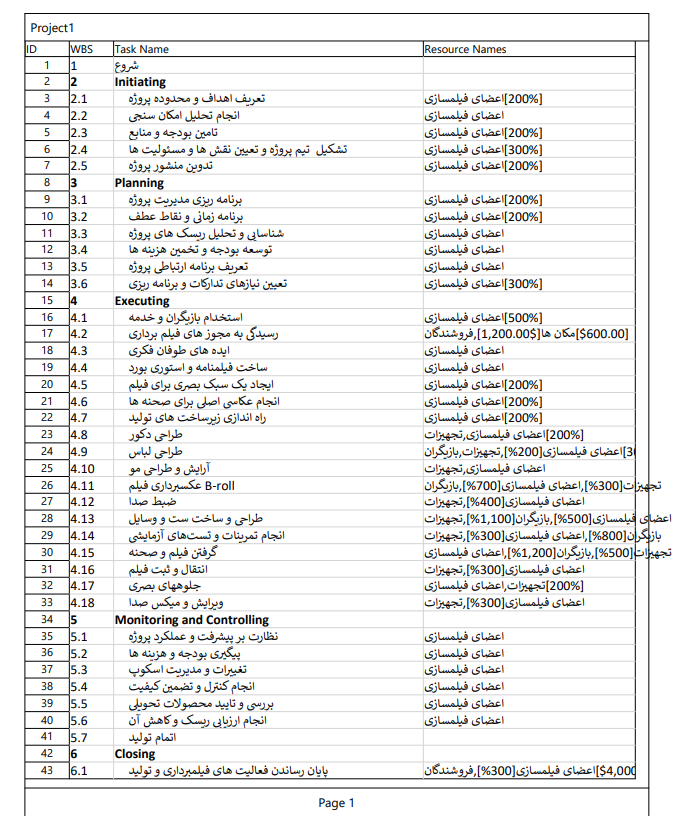 Project1
ID WBS Task Name Resource Names
1 1 شروع
2 2 Initiating
3 2.1 تعریف اهداف و محدوده پروژه اعضای فیلمسازی[200%]
4 2.2 انجام تحلیل امکان سنجی اعضای فیلمسازی
5 2.3 تامین بودجه و منابع اعضای فیلمسازی[200%]
6 2.4 تشکیل تیم پروژه و تعیین نقش ها و مسئولیت ها اعضای فیلمسازی[300%]
7 2.5 تدوین منشور پروژه اعضای فیلمسازی[200%]
8 3 Planning
9 3.1 برنامه ریزی مدیریت پروژه اعضای فیلمسازی[200%]
10 3.2 برنامه زمانی و نقاط عطف اعضای فیلمسازی[200%]
11 3.3 شناسایی و تحلیل ریسک های پروژه اعضای فیلمسازی
12 3.4 توسعه بودجه و تخمین هزینه ها اعضای فیلمسازی
13 3.5 تعریف برنامه ارتباطی پروژه اعضای فیلمسازی
14 3.6 تعیین نیازهای تدارکات و برنامه ریزی اعضای فیلمسازی[300%]
15 4 Executing
16 4.1 استخدام بازیگران و خدمه اعضای فیلمسازی[500%]
17 4.2 رسیدگی به مجوز های فیلم برداری مکان ها[$1,200.00],فروشندگان[$600.00]
18 4.3 ایده های طوفان فکری اعضای فیلمسازی
19 4.4 ساخت فیلمنامه و استوری بورد اعضای فیلمسازی
20 4.5 ایجاد یک سبک بصری برای فیلم اعضای فیلمسازی[200%]
21 4.6 انجام عکاسی اصلی برای صحنه ها اعضای فیلمسازی[200%]
22 4.7 راه اندازی زیرساخت های تولید اعضای فیلمسازی[200%]
23 4.8 طراحی دکور اعضای فیلمسازی,تجهیزات[200%]
24 4.9 طراحی لباس اعضای فیلمسازی[200%],تجهیزات,بازیگران[3
25 4.10 آرایش و طراحی مو اعضای فیلمسازی,تجهیزات
26 4.11 عکسبرداری فیلم B-roll تجهیزات[300%],اعضای فیلمسازی[700%],بازیگران
27 4.12 ضبط صدا اعضای فیلمسازی[400%],تجهیزات
28 4.13 طراحی و ساخت ست و وسایل اعضای فیلمسازی[500%],بازیگران[1,100%],تجهیزات
29 4.14 انجام تمرینات و تست‌های آزمایشی بازیگران[800%],اعضای فیلمسازی[300%],تجهیزات
30 4.15 گرفتن فیلم و صحنه تجهیزات[500%],بازیگران[1,200%],اعضای فیلمسازی
31 4.16 انتقال و ثبت فیلم اعضای فیلمسازی[300%],تجهیزات
32 4.17 جلوههای بصری تجهیزات,اعضای فیلمسازی[200%]
33 4.18 ویرایش و میکس صدا اعضای فیلمسازی[300%],تجهیزات
34 5 Monitoring and Controlling
35 5.1 نظارت بر پیشرفت و عملکرد پروژه اعضای فیلمسازی
36 5.2 پیگیری بودجه و هزینه ها اعضای فیلمسازی
37 5.3 تغییرات و مدیریت اسکوپ اعضای فیلمسازی
38 5.4 انجام کنترل و تضمین کیفیت اعضای فیلمسازی
39 5.5 بررسی و تایید محصولات تحویلی اعضای فیلمسازی
40 5.6 انجام ارزیابی ریسک و کاهش آن اعضای فیلمسازی
41 5.7 اتمام تولید
42 6 Closing
43 6.1 پایان رساندن فعالیت های فیلمبرداری و تولید اعضای فیلمسازی[300%],فروشندگان[$4,000
Page 1